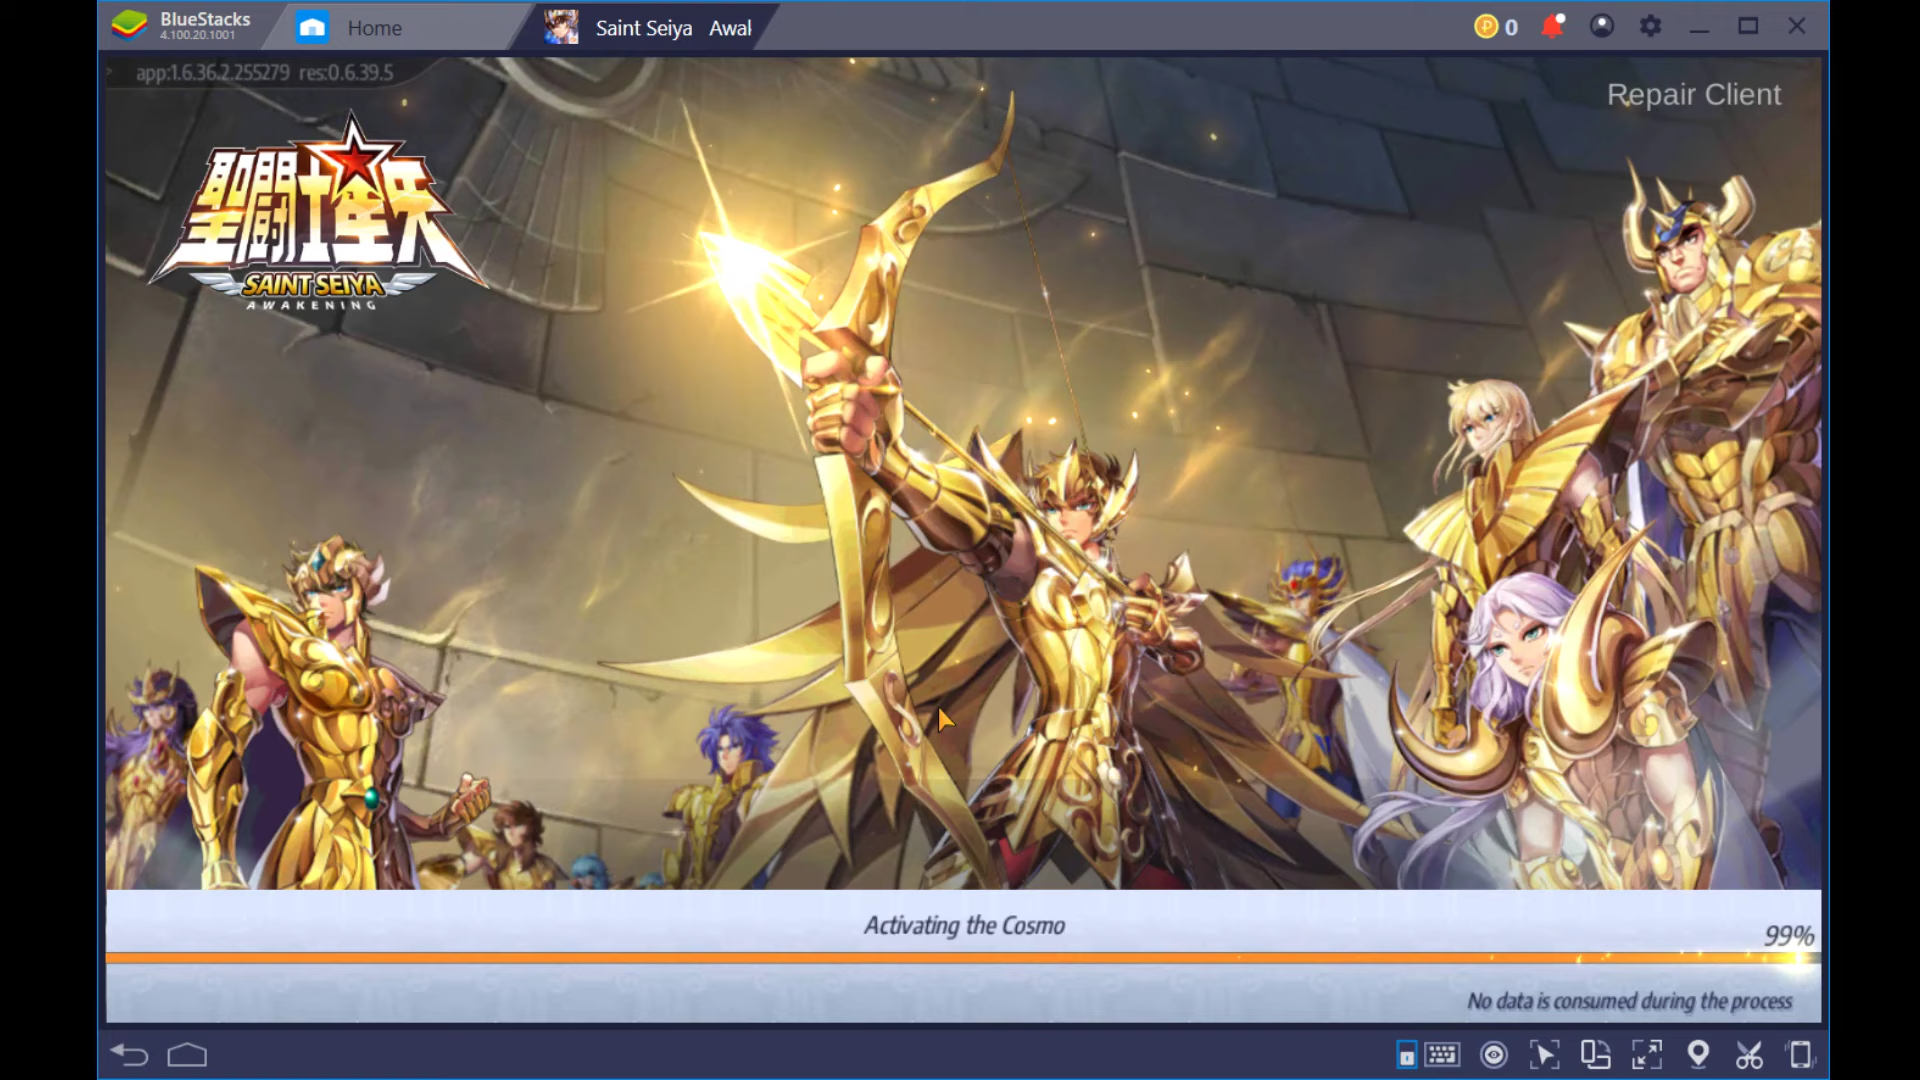 BlueStacks
4.100.20.1001
Home
Saint Seiya Awal
0
app:1.6.36.2.255279 res:0.6.39.5
Repair Client
聖闘士星矢
SAINT SEIYA
AWAKENING
Activating the Cosmo
99%
No data is consumed during the process